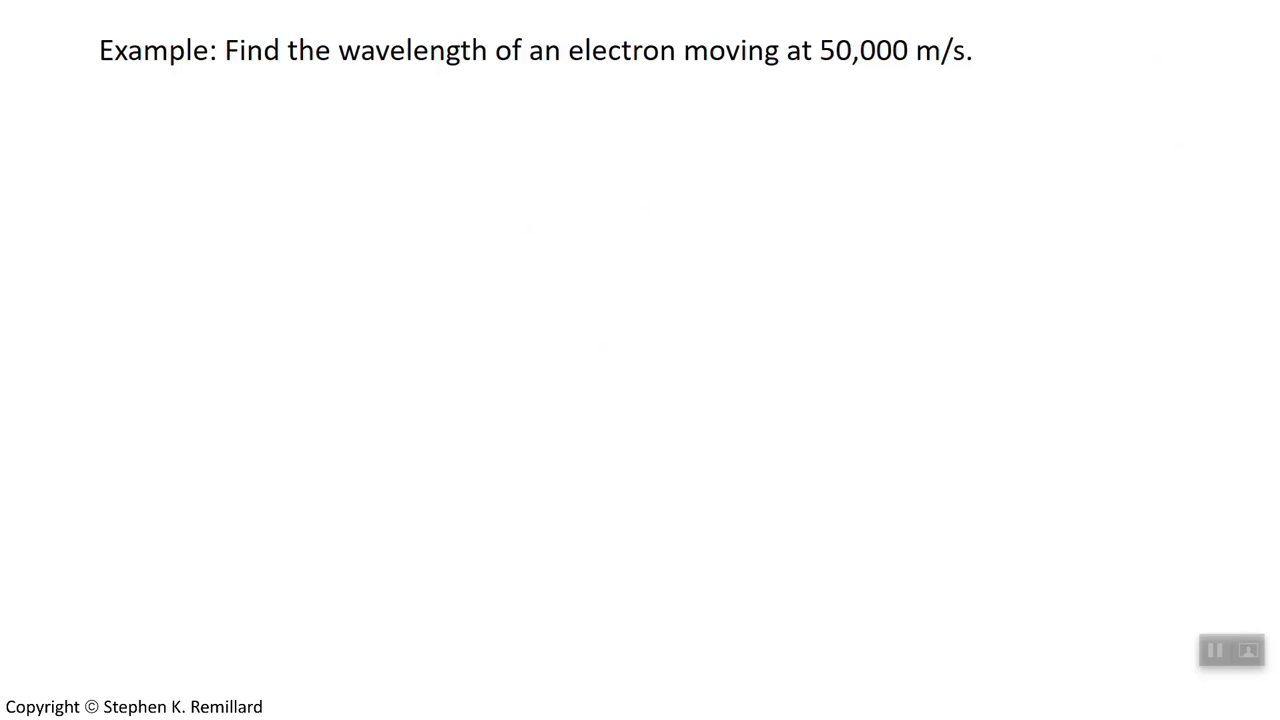 Example: Find the wavelength of an electron moving at 50,000 m/s.
Copyright © Stephen K. Remillard